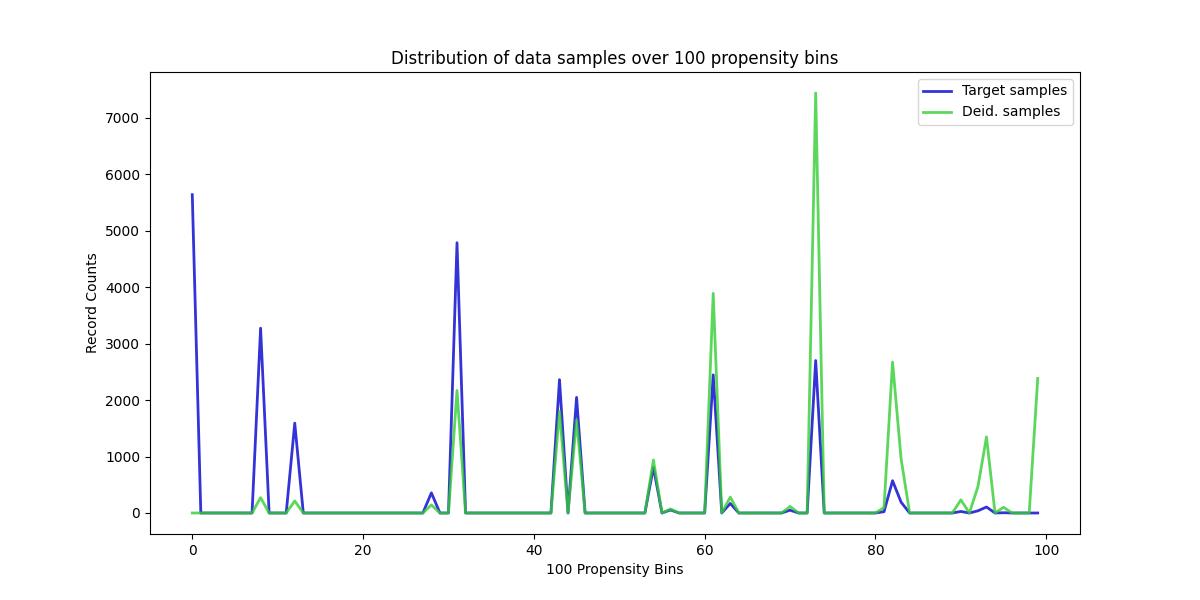 Distribution of data samples over 100 propensity bins
Target samples
Deid. samples
Record Counts
7000
6000
5000
4000
3000
2000
1000
0
0 20 40 60 80 100
100 Propensity Bins